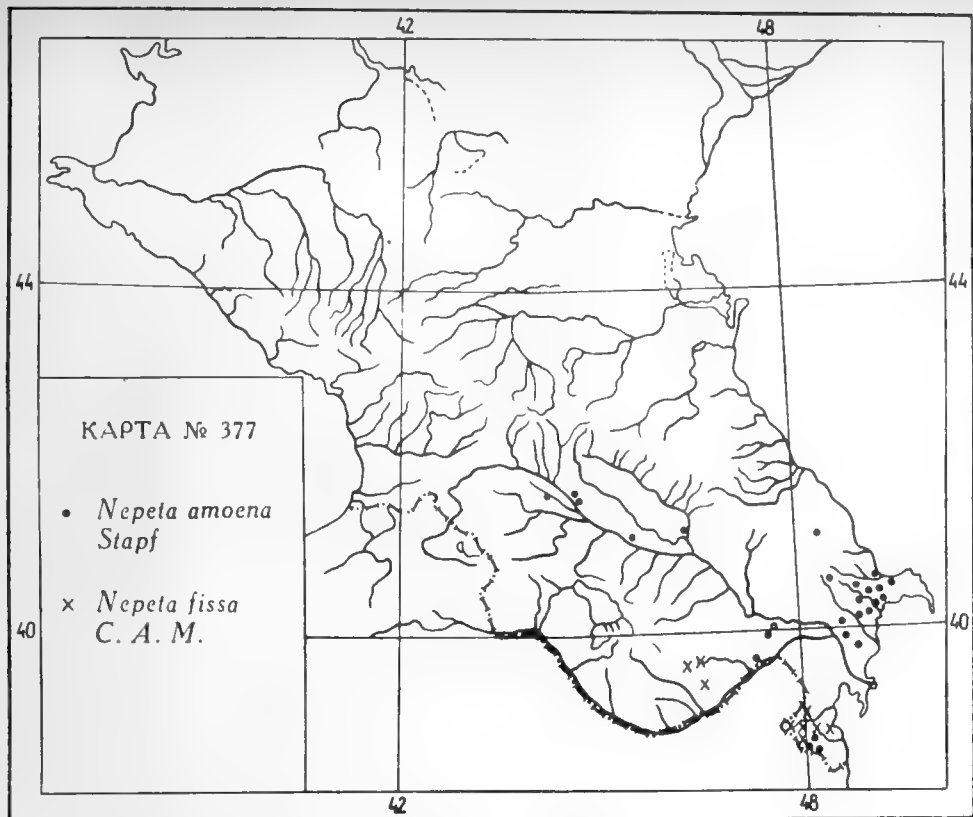 42 48
44 44
КАРТА № 377
• Nepeta amoena
Stapf
× Nepeta fissa
C. A. M.
40 40
42 48